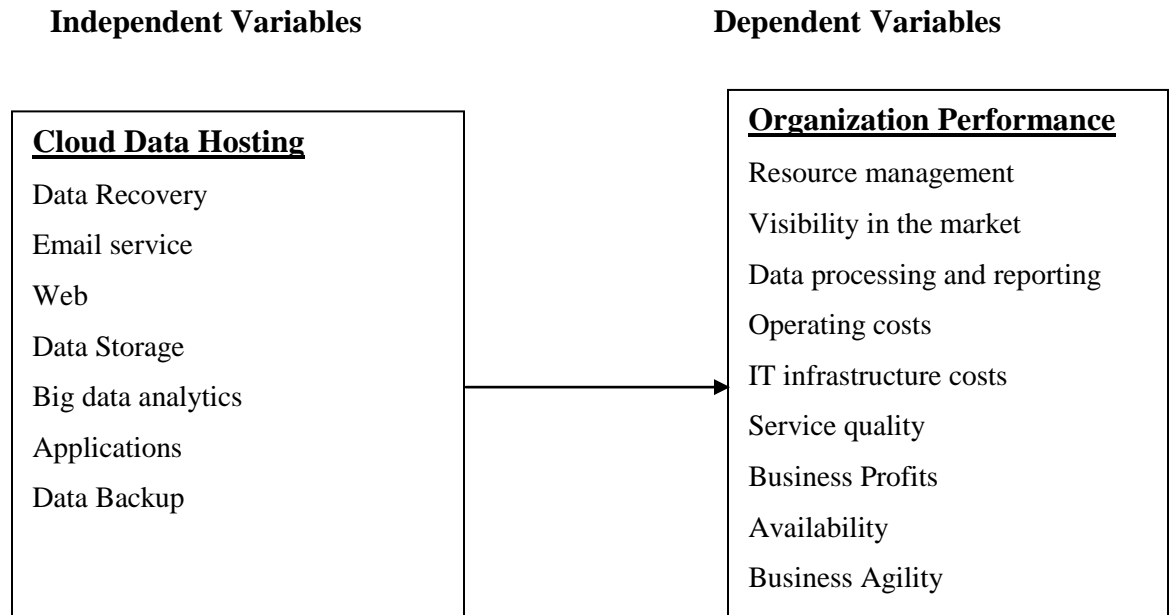 Independent Variables
Dependent Variables
Cloud Data Hosting
Data Recovery
Email service
Web
Data Storage
Big data analytics
Applications
Data Backup
Organization Performance
Resource management
Visibility in the market
Data processing and reporting
Operating costs
IT infrastructure costs
Service quality
Business Profits
Availability
Business Agility